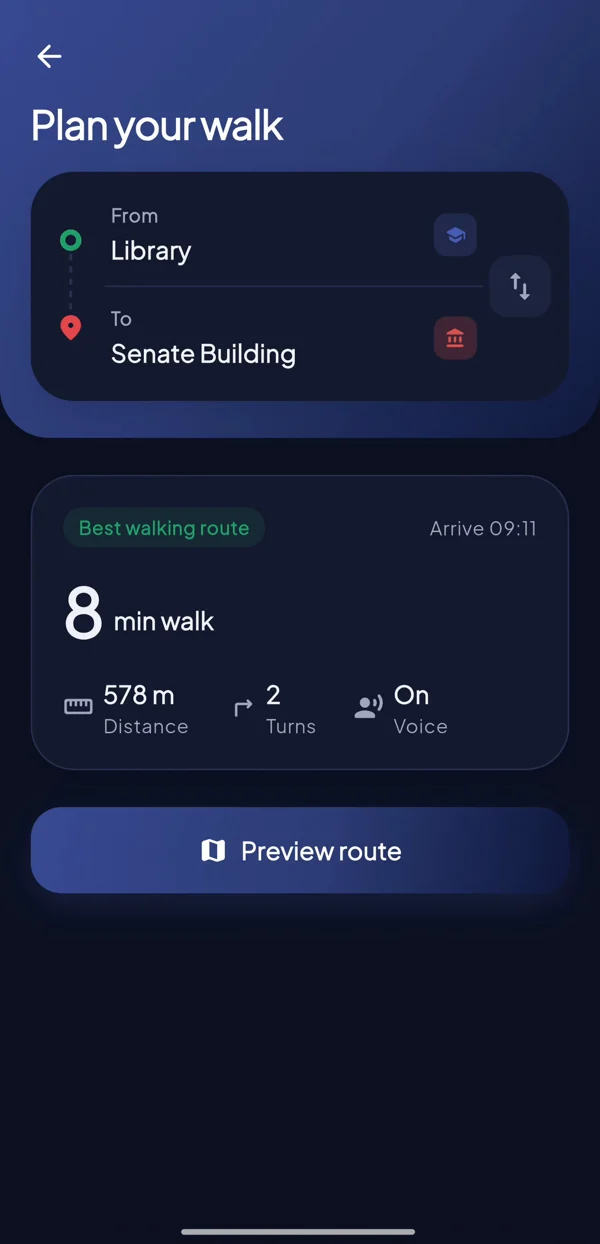 Plan your walk
From
Library
To
Senate Building
Best walking route
Arrive 09:11
8 min walk
578 m
Distance
2
Turns
On
Voice
Preview route